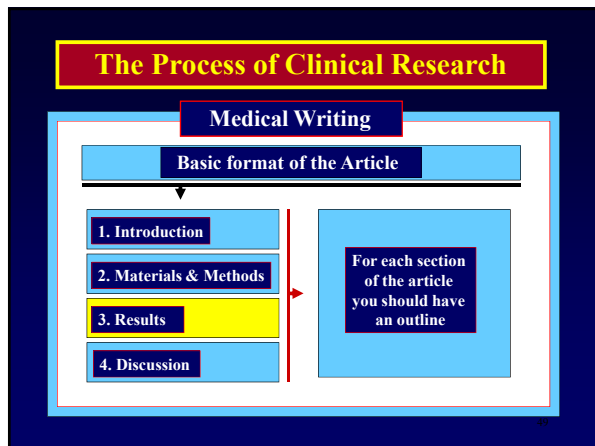 The Process of Clinical Research
Medical Writing
Basic format of the Article
1. Introduction
2. Materials & Methods
3. Results
4. Discussion
For each section
of the article
you should have
an outline